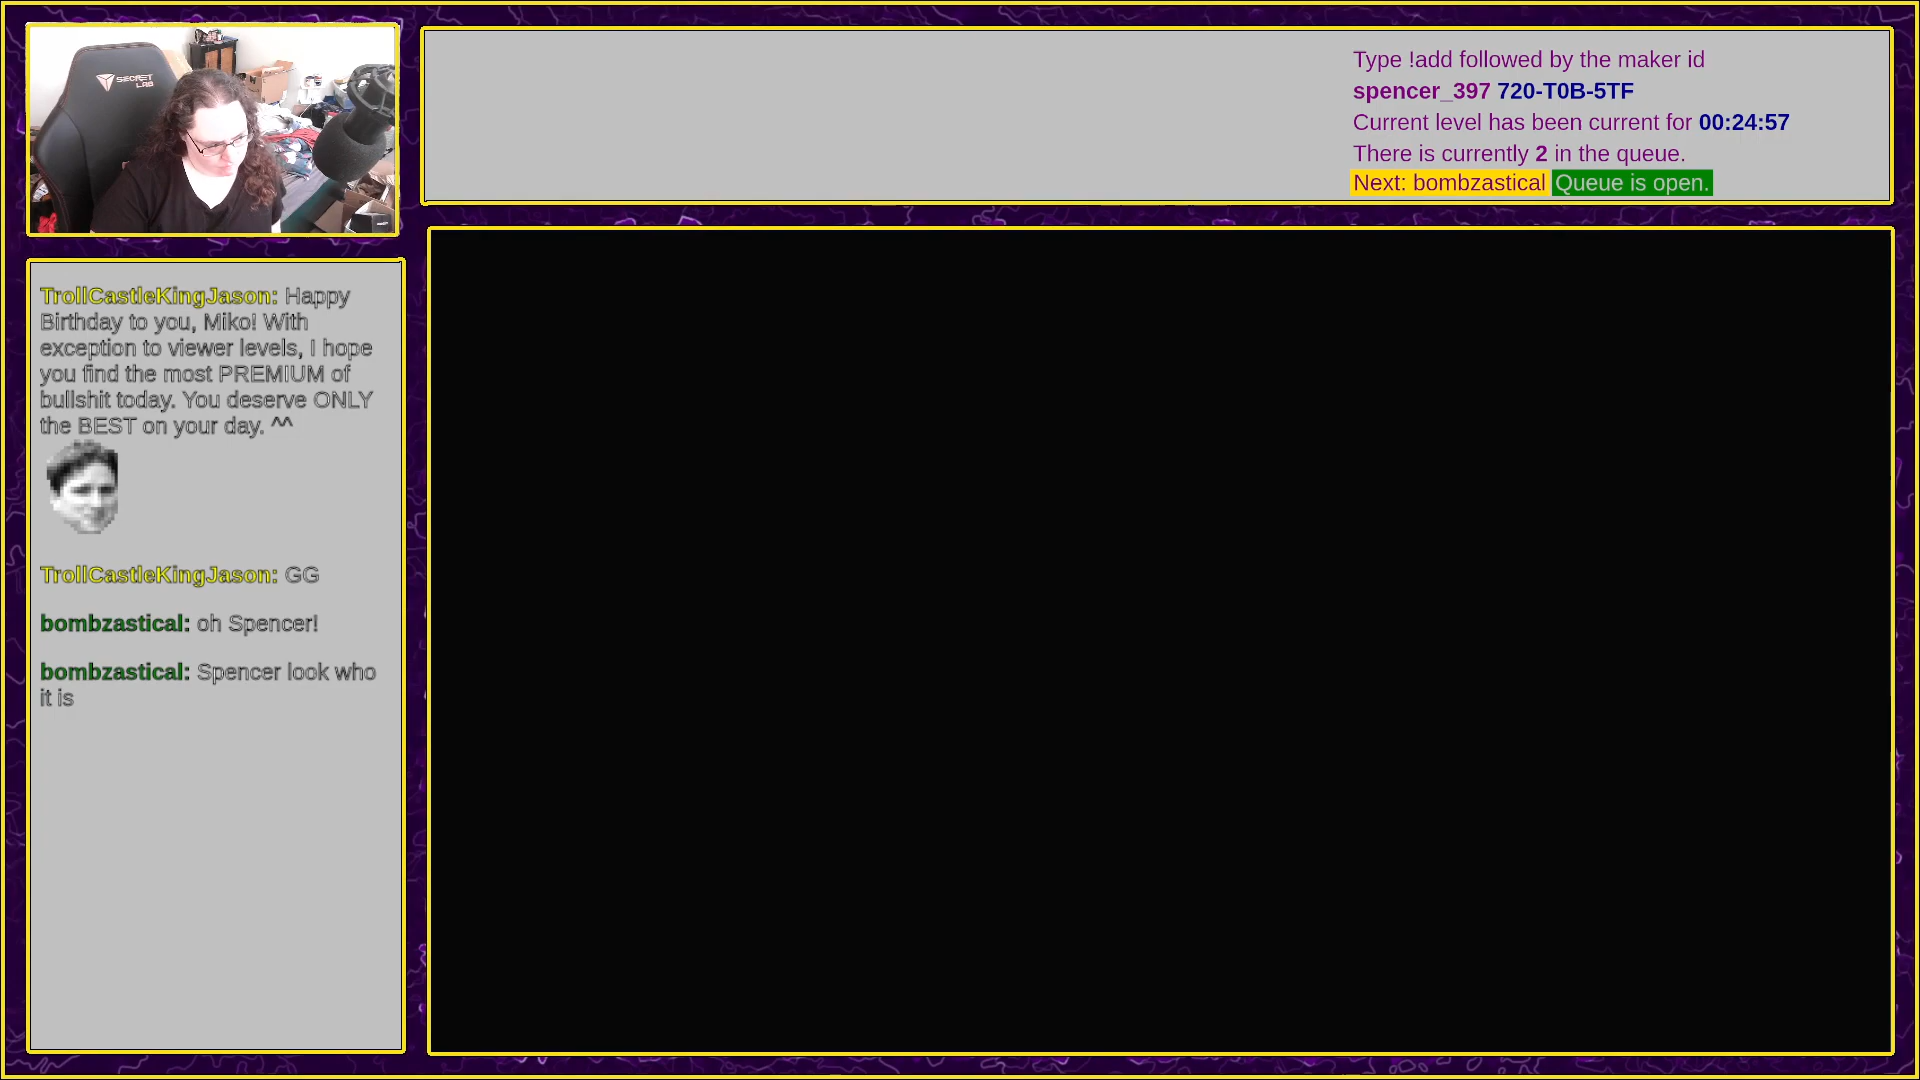 SECRET
LAB
Type !add followed by the maker id
spencer_397 720-T0B-5TF
Current level has been current for 00:24:57
There is currently 2 in the queue.
Next: bombzastical Queue is open.
TrollCastleKingJason: Happy
Birthday to you, Miko! With
exception to viewer levels, I hope
you find the most PREMIUM of
bullshit today. You deserve ONLY
the BEST on your day. ^^
TrollCastleKingJason: GG
bombzastical: oh Spencer!
bombzastical: Spencer look who
it is